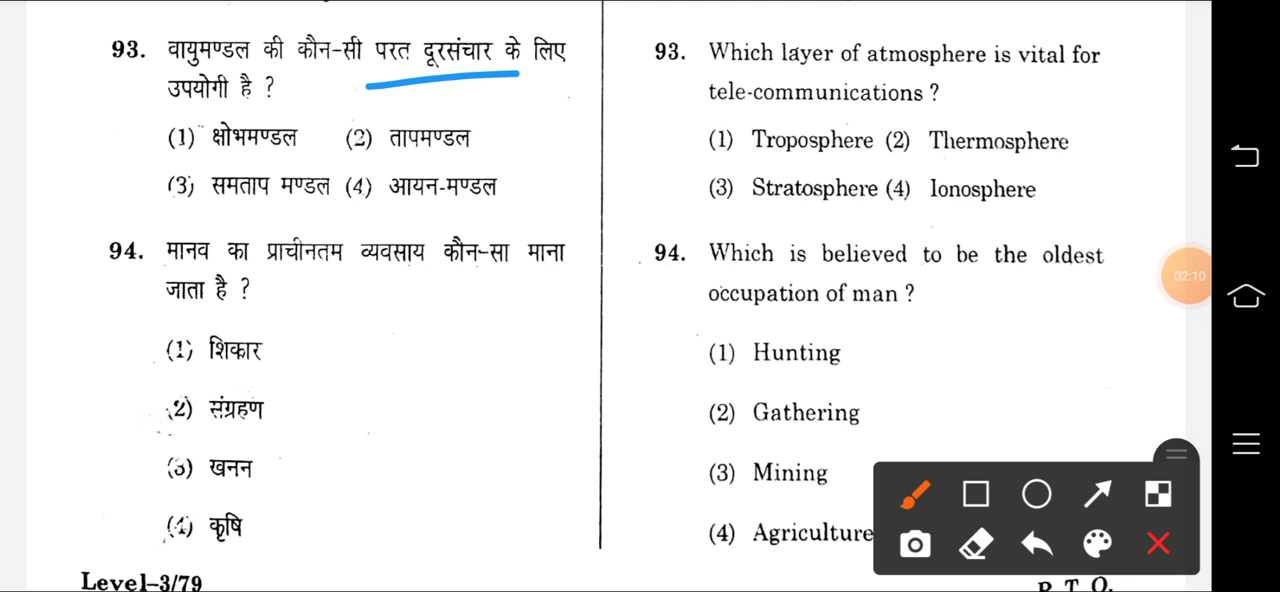 93. वायुमण्डल की कौन-सी परत दूरसंचार के लिए
उपयोगी है ?
(1) क्षोभमण्डल (2) तापमण्डल
(3) समताप मण्डल (4) आयन-मण्डल
94. मानव का प्राचीनतम व्यवसाय कौन-सा माना
जाता है ?
(1) शिकार
(2) संग्रहण
(3) खनन
(4) कृषि
Level-3/79
93. Which layer of atmosphere is vital for
tele-communications ?
(1) Troposphere (2) Thermosphere
(3) Stratosphere (4) Ionosphere
94. Which is believed to be the oldest
occupation of man ?
(1) Hunting
(2) Gathering
(3) Mining
(4) Agriculture
P. T. O.
02:10